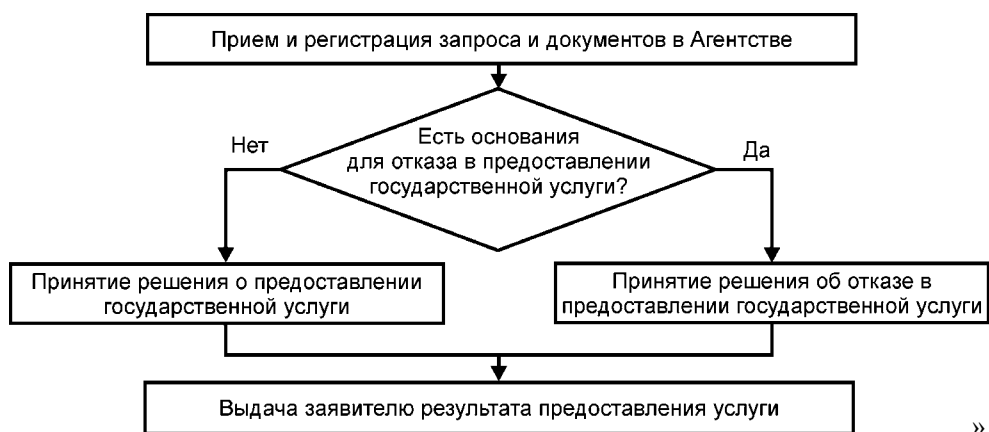 Прием и регистрация запроса и документов в Агентстве
Есть основания
для отказа в предоставлении
государственной услуги?
Нет
Да
Принятие решения о предоставлении
государственной услуги
Принятие решения об отказе в
предоставлении государственной услуги
Выдача заявителю результата предоставления услуги
»